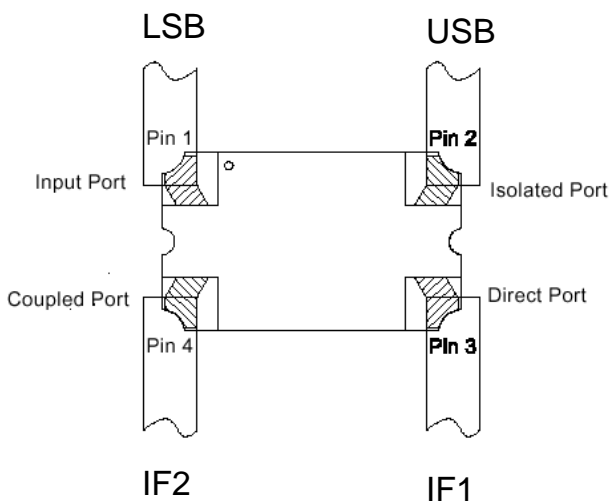 LSB
USB
Pin 1
Pin 2
Input Port
Isolated Port
Coupled Port
Direct Port
Pin 4
Pin 3
IF2
IF1